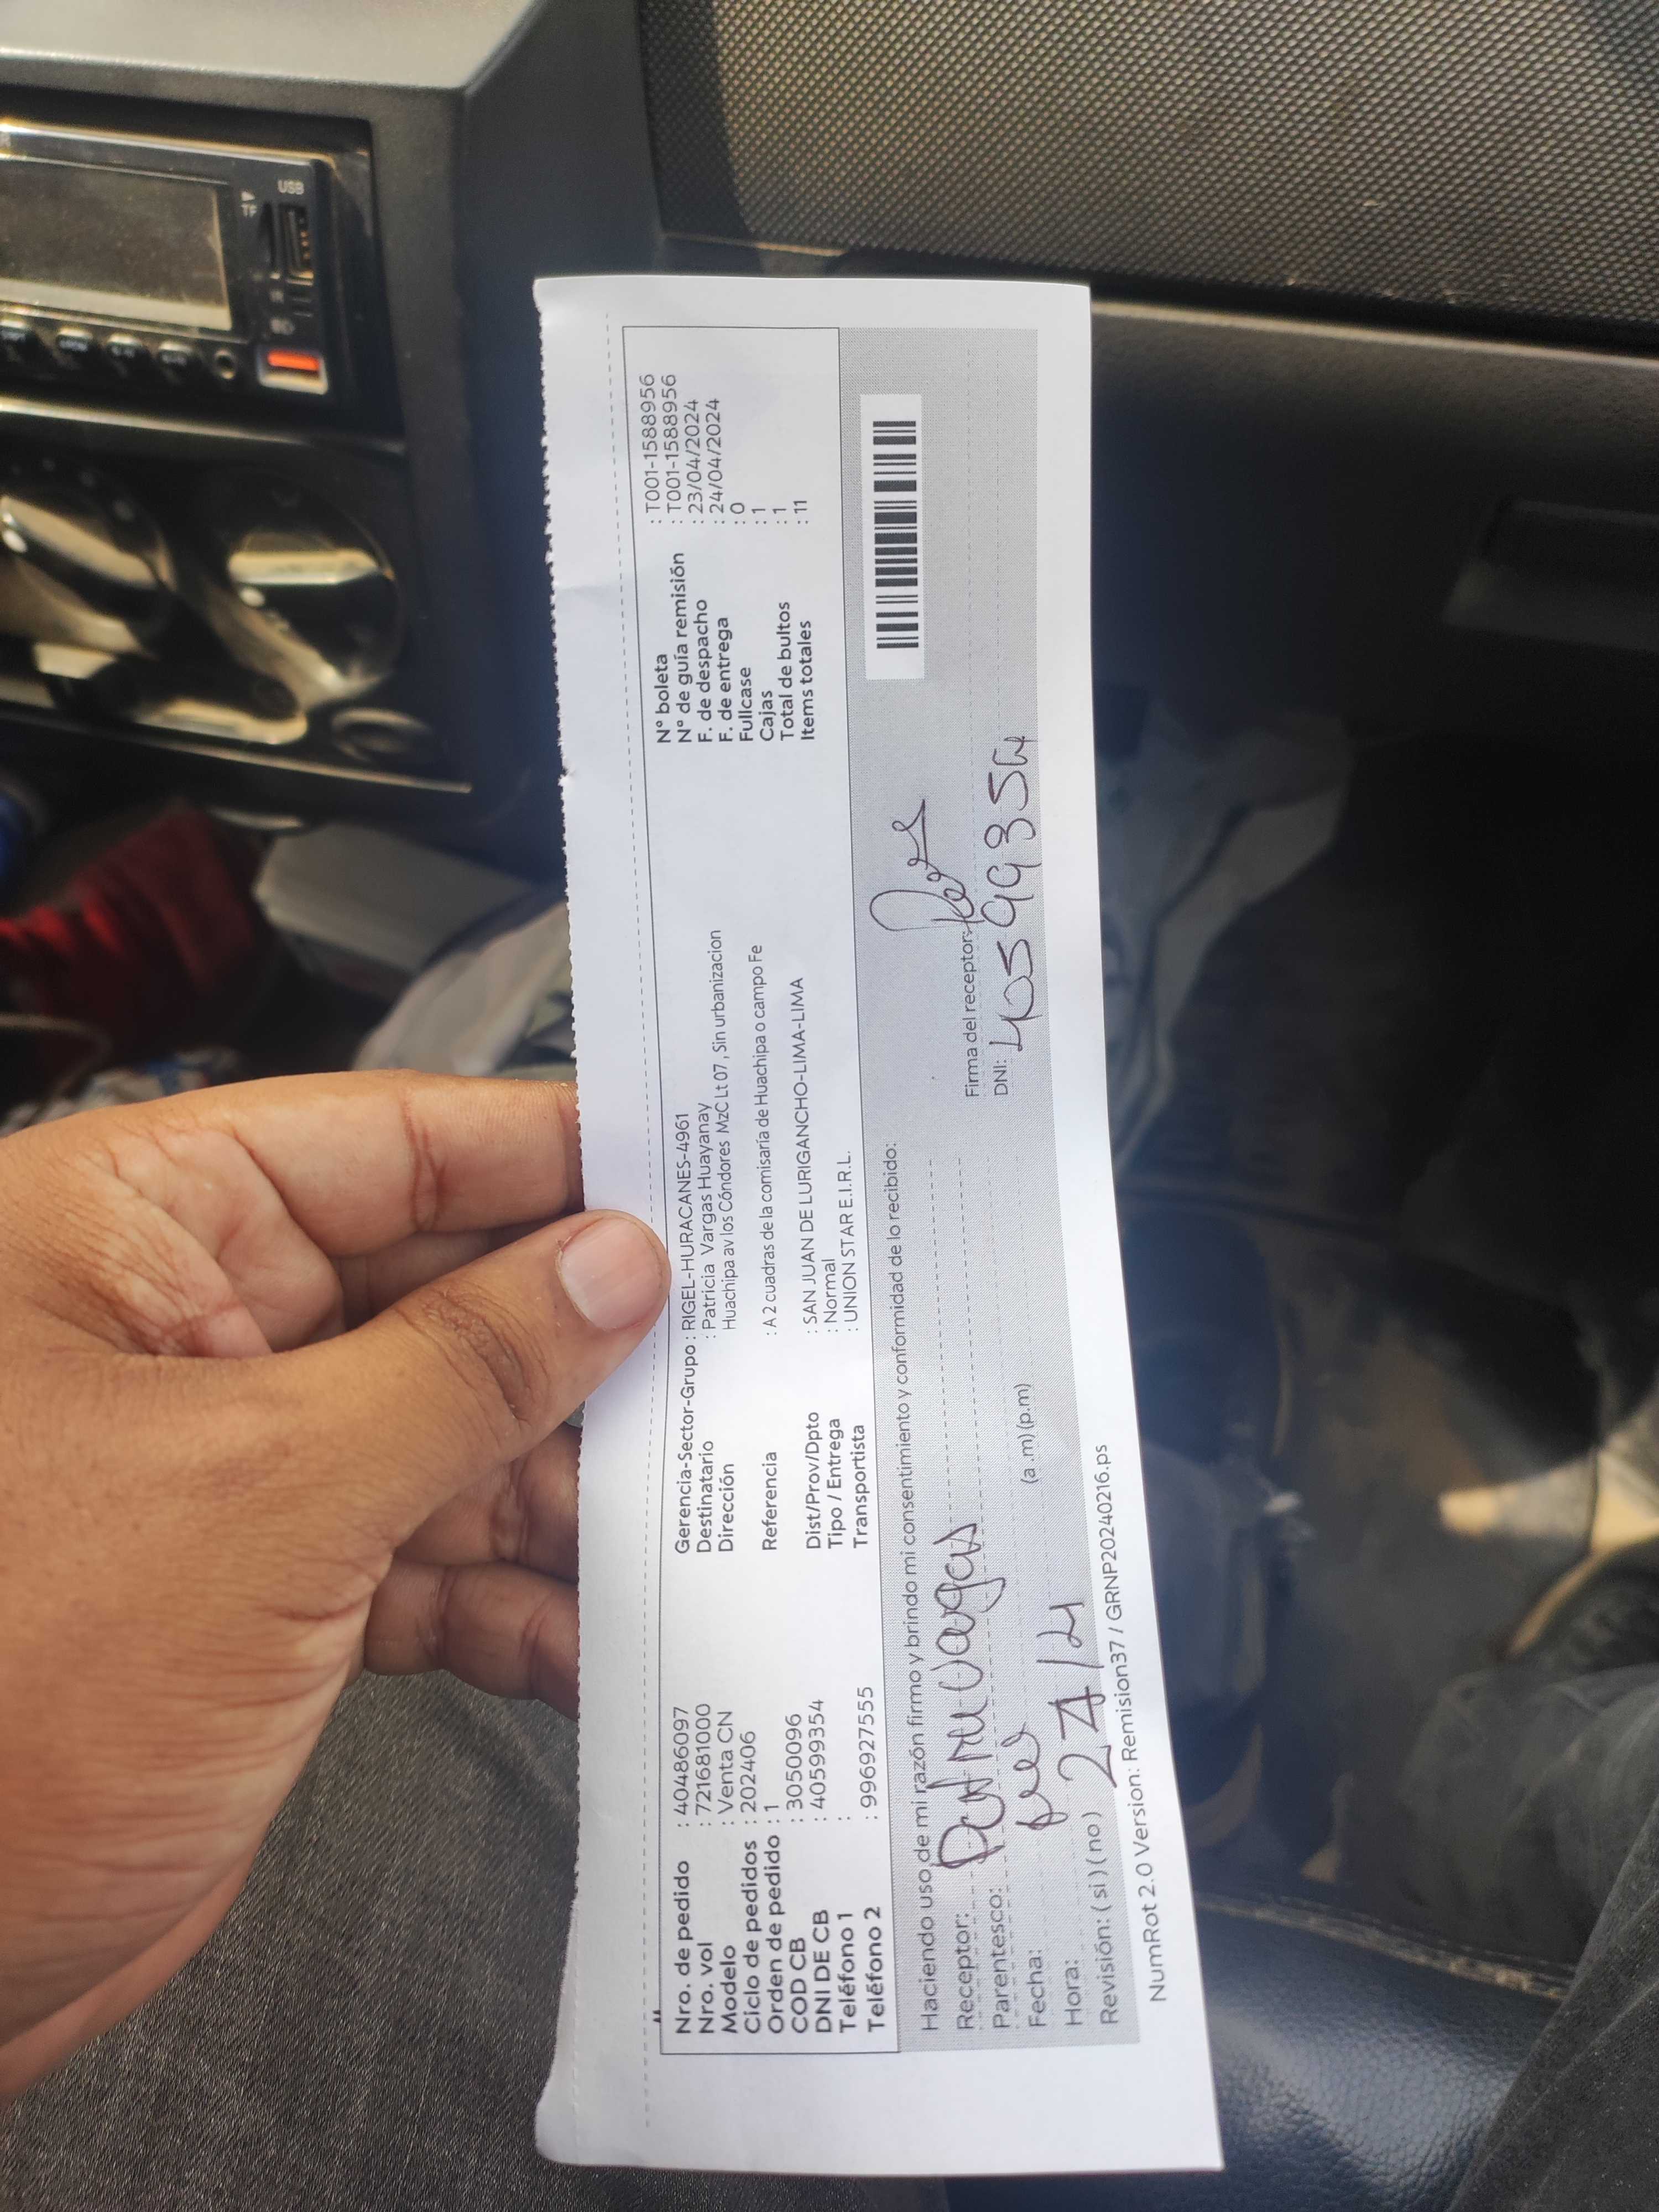 Nro. de pedido : 40486097
Nro. vol : 721681000
Modelo : Venta CN
Ciclo de pedidos : 202406
Orden de pedido : 1
COD CB : 3050096
DNI DE CB : 40599354
Teléfono 1 :
Teléfono 2 : 996927555
Gerencia-Sector-Grupo : RIGEL-HURACANES-4961
Destinatario : Patricia Vargas Huayanay
Dirección Huachipa av los Cóndores MzC Lt 07 , Sin urbanizacion
Referencia : A 2 cuadras de la comisaría de Huachipa o campo Fe
Dist/Prov/Dpto : SAN JUAN DE LURIGANCHO-LIMA-LIMA
Tipo / Entrega : Normal
Transportista : UNION STAR E.I.R.L.
N° boleta : T001-1588956
N° de guía remisión : T001-1588956
F. de despacho : 23/04/2024
F. de entrega : 24/04/2024
Fullcase : 0
Cajas : 1
Total de bultos : 1
Items totales : 11
Haciendo uso de mi razón firmo y brindo mi consentimiento y conformidad de lo recibido:
Receptor: Vargas
Parentesco:
Fecha:
Hora: (a.m) (p.m)
Revisión: ( si ) ( no )
Firma del receptor:
DNI: 40599354
NumRot 2.0 Version: Remision37 / GRNP20240216.ps
USB
TF